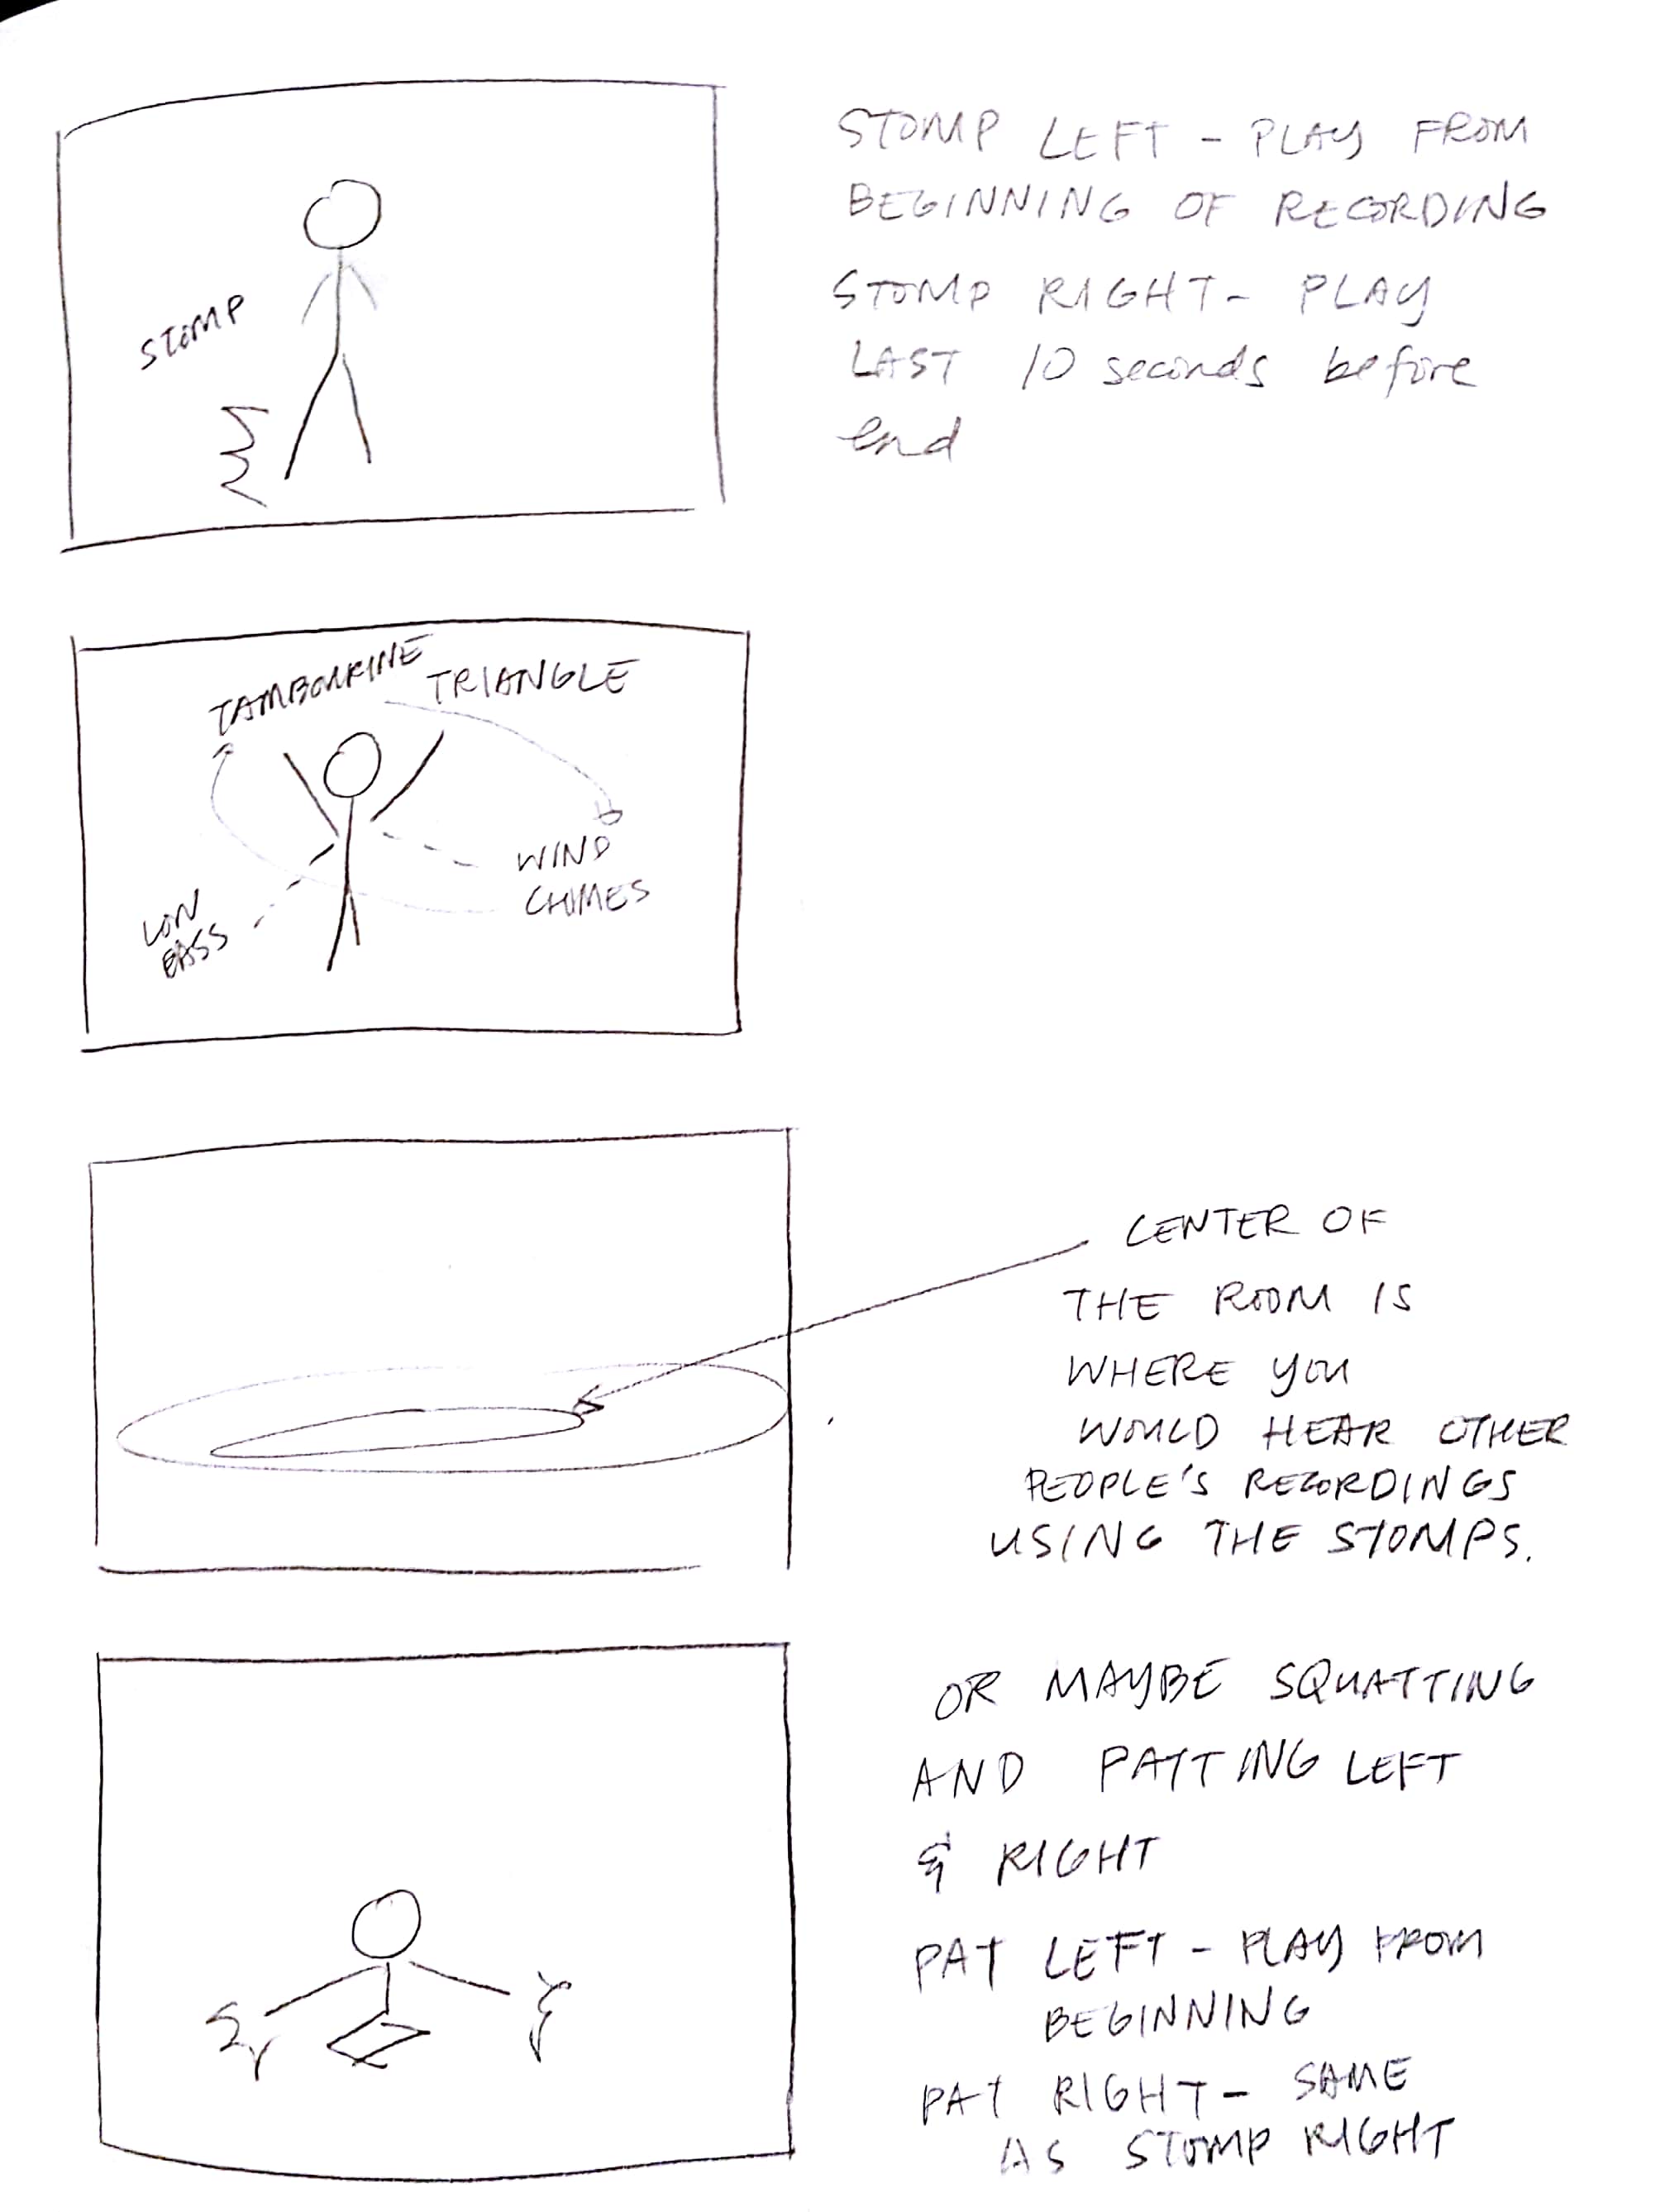 STOMP LEFT - PLAY FROM
BEGINNING OF RECORDING
STOMP RIGHT - PLAY
LAST 10 seconds before
end
STOMP
TAMBOURINE
TRIANGLE
WIND
CHIMES
LOW
BASS
CENTER OF
THE ROOM IS
WHERE YOU
WOULD HEAR OTHER
PEOPLE'S RECORDINGS
USING THE STOMPS.
OR MAYBE SQUATTING
AND PATTING LEFT
& RIGHT
PAT LEFT - PLAY FROM
BEGINNING
PAT RIGHT - SAME
AS STOMP RIGHT